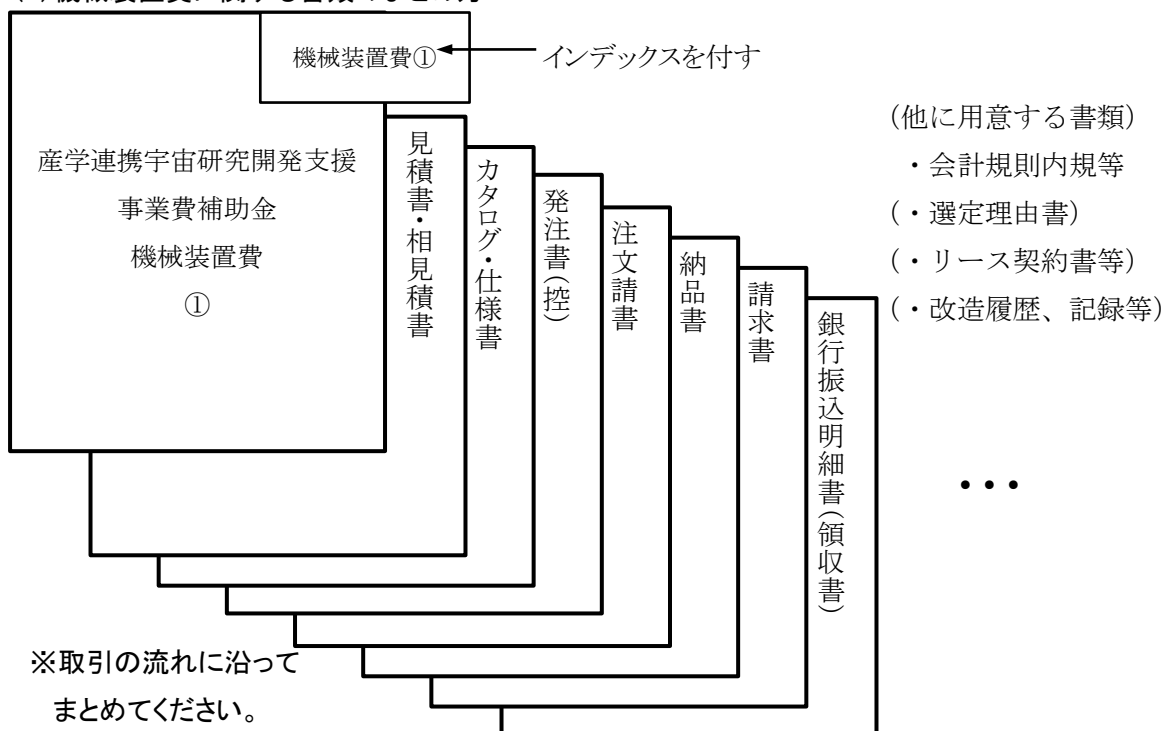 機械装置費①
インデックスを付す
産学連携宇宙研究開発支援
事業費補助金
機械装置費
①
見積書・相見積書
カタログ・仕様書
発注書（控）
注文請書
納品書
請求書
銀行振込明細書（領収書）
（他に用意する書類）
・会計規則内規等
（・選定理由書）
（・リース契約書等）
（・改造履歴、記録等）
・・・
※取引の流れに沿って
まとめてください。